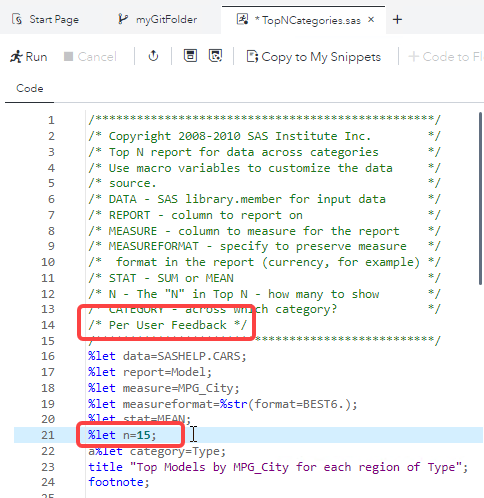 Start Page
myGitFolder
* TopNCategories.sas
Run
Cancel
Copy to My Snippets
Code to Fl
Code
1 /*************************************************/
2 /* Copyright 2008-2010 SAS Institute Inc. */
3 /* Top N report for data across categories */
4 /* Use macro variables to customize the data */
5 /* source. */
6 /* DATA - SAS library.member for input data */
7 /* REPORT - column to report on */
8 /* MEASURE - column to measure for the report */
9 /* MEASUREFORMAT - specify to preserve measure */
10 /* format in the report (currency, for example) */
11 /* STAT - SUM or MEAN */
12 /* N - The "N" in Top N - how many to show */
13 /* CATEGORY - across which category? */
14 /* Per User Feedback */
15 /*************************************************/
16 %let data=SASHELP.CARS;
17 %let report=Model;
18 %let measure=MPG_City;
19 %let measureformat=%str(format=BEST6.);
20 %let stat=MEAN;
21 %let n=15;
22 a%let category=Type;
23 title "Top Models by MPG_City for each region of Type";
24 footnote;